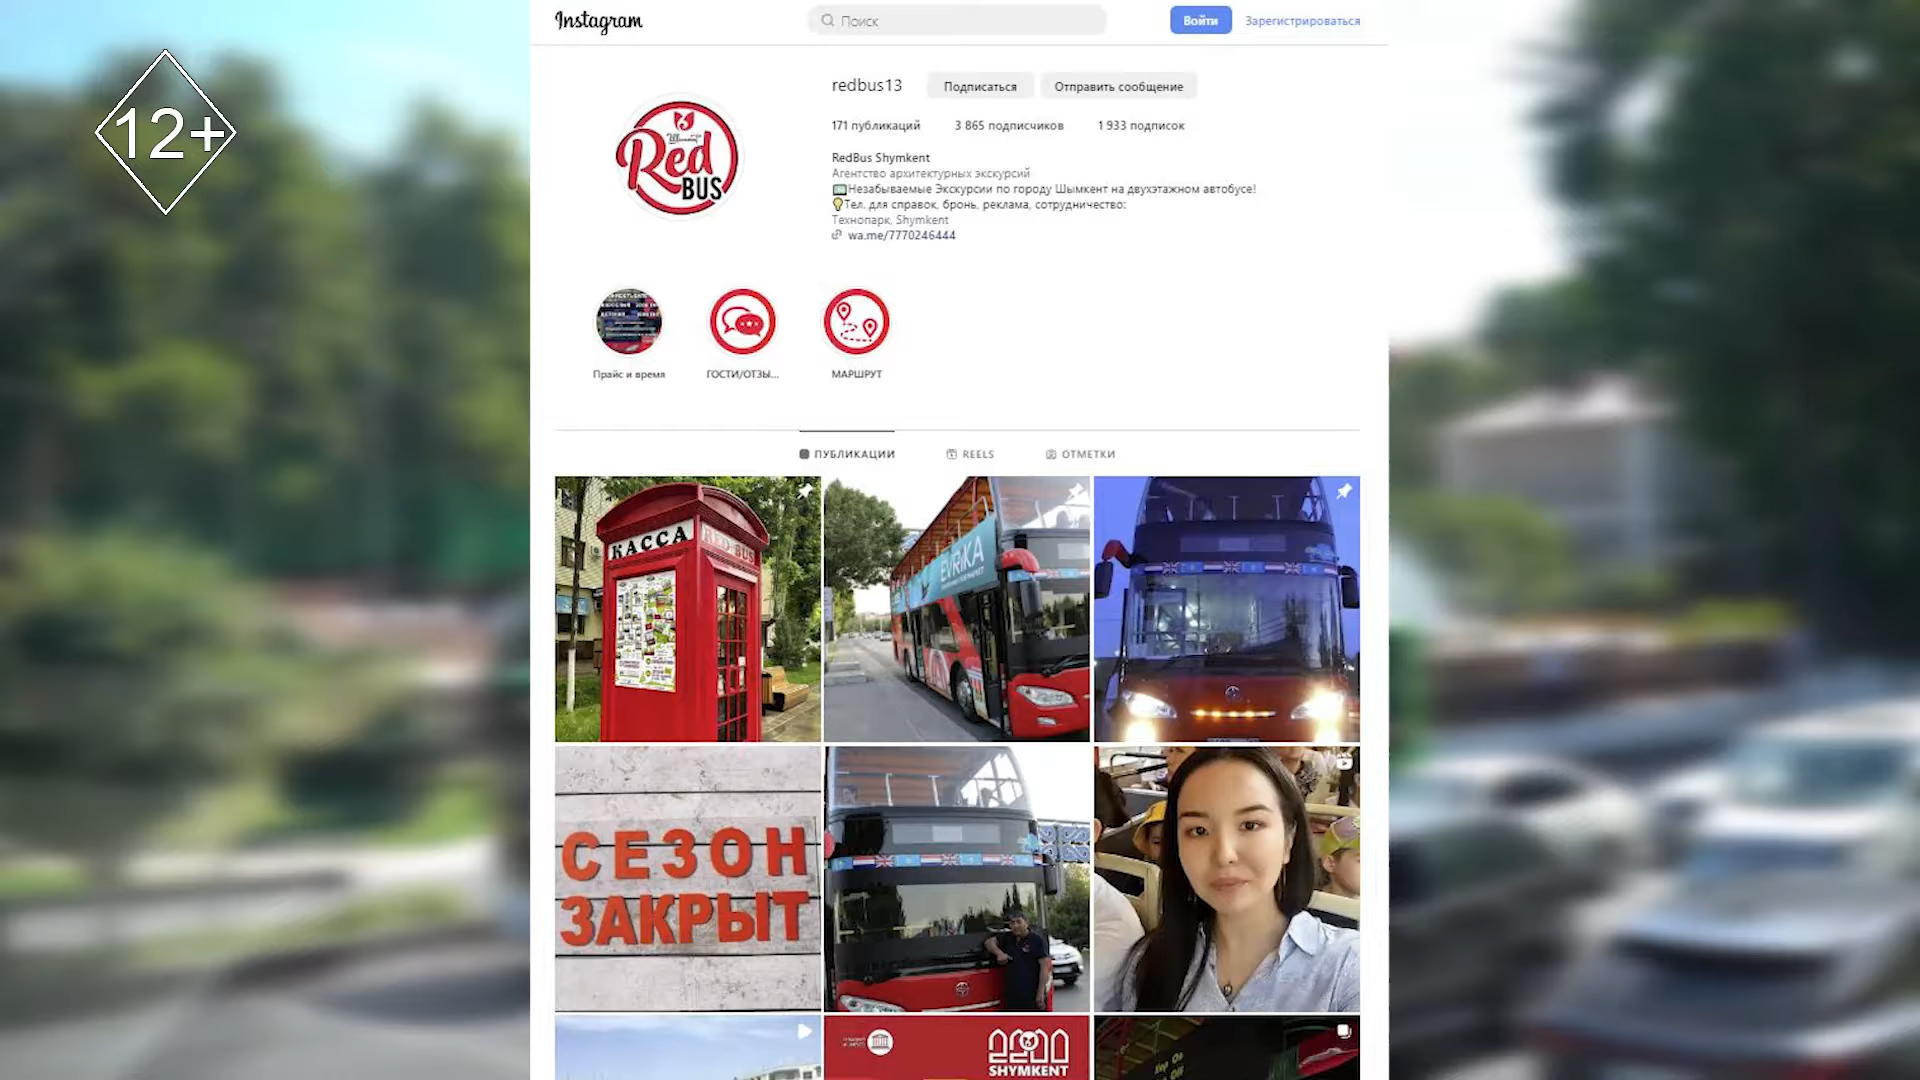 12+
Instagram
Поиск
Войти
Зарегистрироваться
redbus13
Подписаться
Отправить сообщение
171 публикаций
3 865 подписчиков
1 933 подписок
RedBus Shymkent
Агентство архитектурных экскурсий
Незабываемые Экскурсии по городу Шымкент на двухэтажном автобусе!
Тел. для справок, бронь, реклама, сотрудничество:
Технопарк, Shymkent
wa.me/7770246444
Red
BUS
Прайс и время
ГОСТИ/ОТЗЫ...
МАРШРУТ
ПУБЛИКАЦИИ
REELS
ОТМЕТКИ
КАССА
RED BUS
EVRIKA
СЕЗОН
ЗАКРЫТ
SHYMKENT